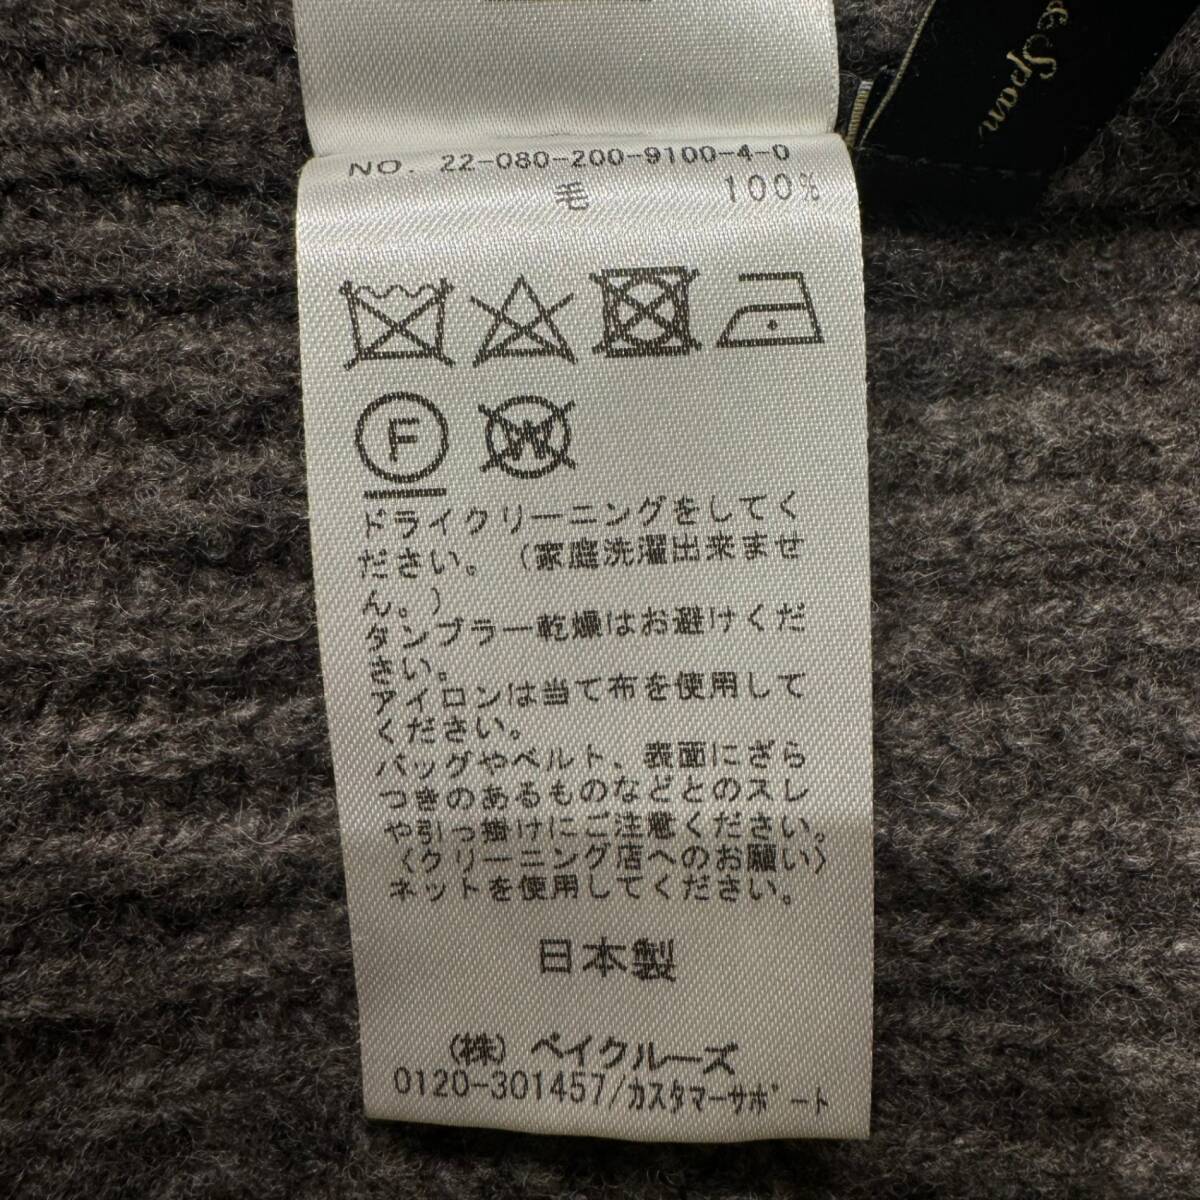 de Spam
NO. 22-080-200-9100-4-0
毛 100%
F
W
ドライクリーニングをしてく
ださい。（家庭洗濯出来ませ
ん。）
タンブラー乾燥はお避けくだ
さい。
アイロンは当て布を使用して
ください。
バッグやベルト、表面にざら
つきのあるものなどとのスレ
や引っ掛けにご注意ください。
〈クリーニング店へのお願い〉
ネットを使用してください。
日本製
（株）ベイクルーズ
0120-301457/カスタマーサポート